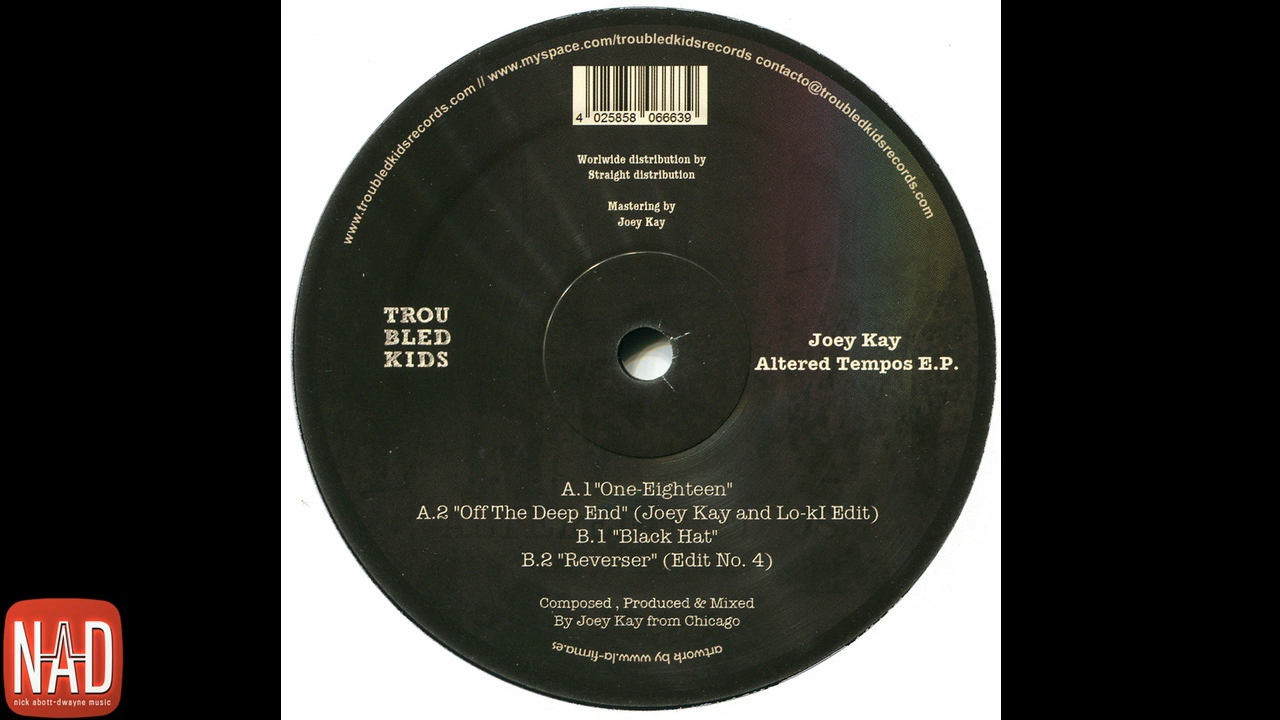 www.troubledkidsrecords.com // www.myspace.com/troubledkidsrecords contacto@troubledkidsrecords.com
4 025858 066639
Worlwide distribution by
Straight distribution
Mastering by
Joey Kay
TROU
BLED
KIDS
Joey Kay
Altered Tempos E.P.
A.1"One-Eighteen"
A.2 "Off The Deep End" (Joey Kay and Lo-kI Edit)
B.1 "Black Hat"
B.2 "Reverser" (Edit No. 4)
Composed , Produced & Mixed
By Joey Kay from Chicago
artwork by www.la-firma.es
NAD
nick abott-dwayne music